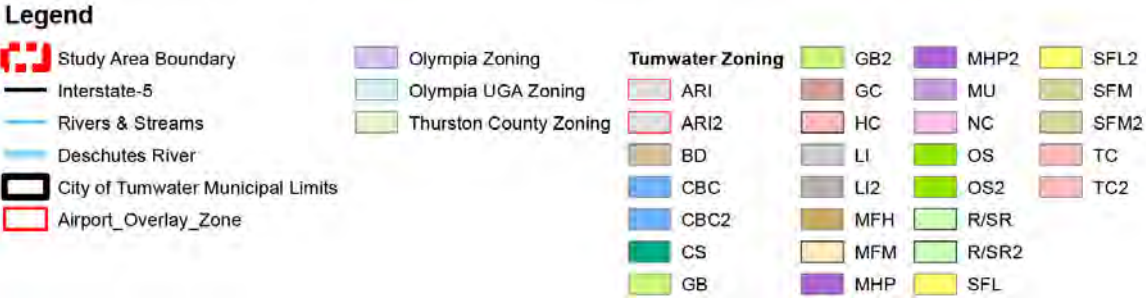 Legend
Study Area Boundary
Interstate-5
Rivers & Streams
Deschutes River
City of Tumwater Municipal Limits
Airport_Overlay_Zone
Olympia Zoning
Olympia UGA Zoning
Thurston County Zoning
Tumwater Zoning
ARI
ARI2
BD
CBC
CBC2
CS
GB
GB2
GC
HC
LI
LI2
MFH
MFM
MHP
MHP2
MU
NC
OS
OS2
R/SR
R/SR2
SFL
SFL2
SFM
SFM2
TC
TC2